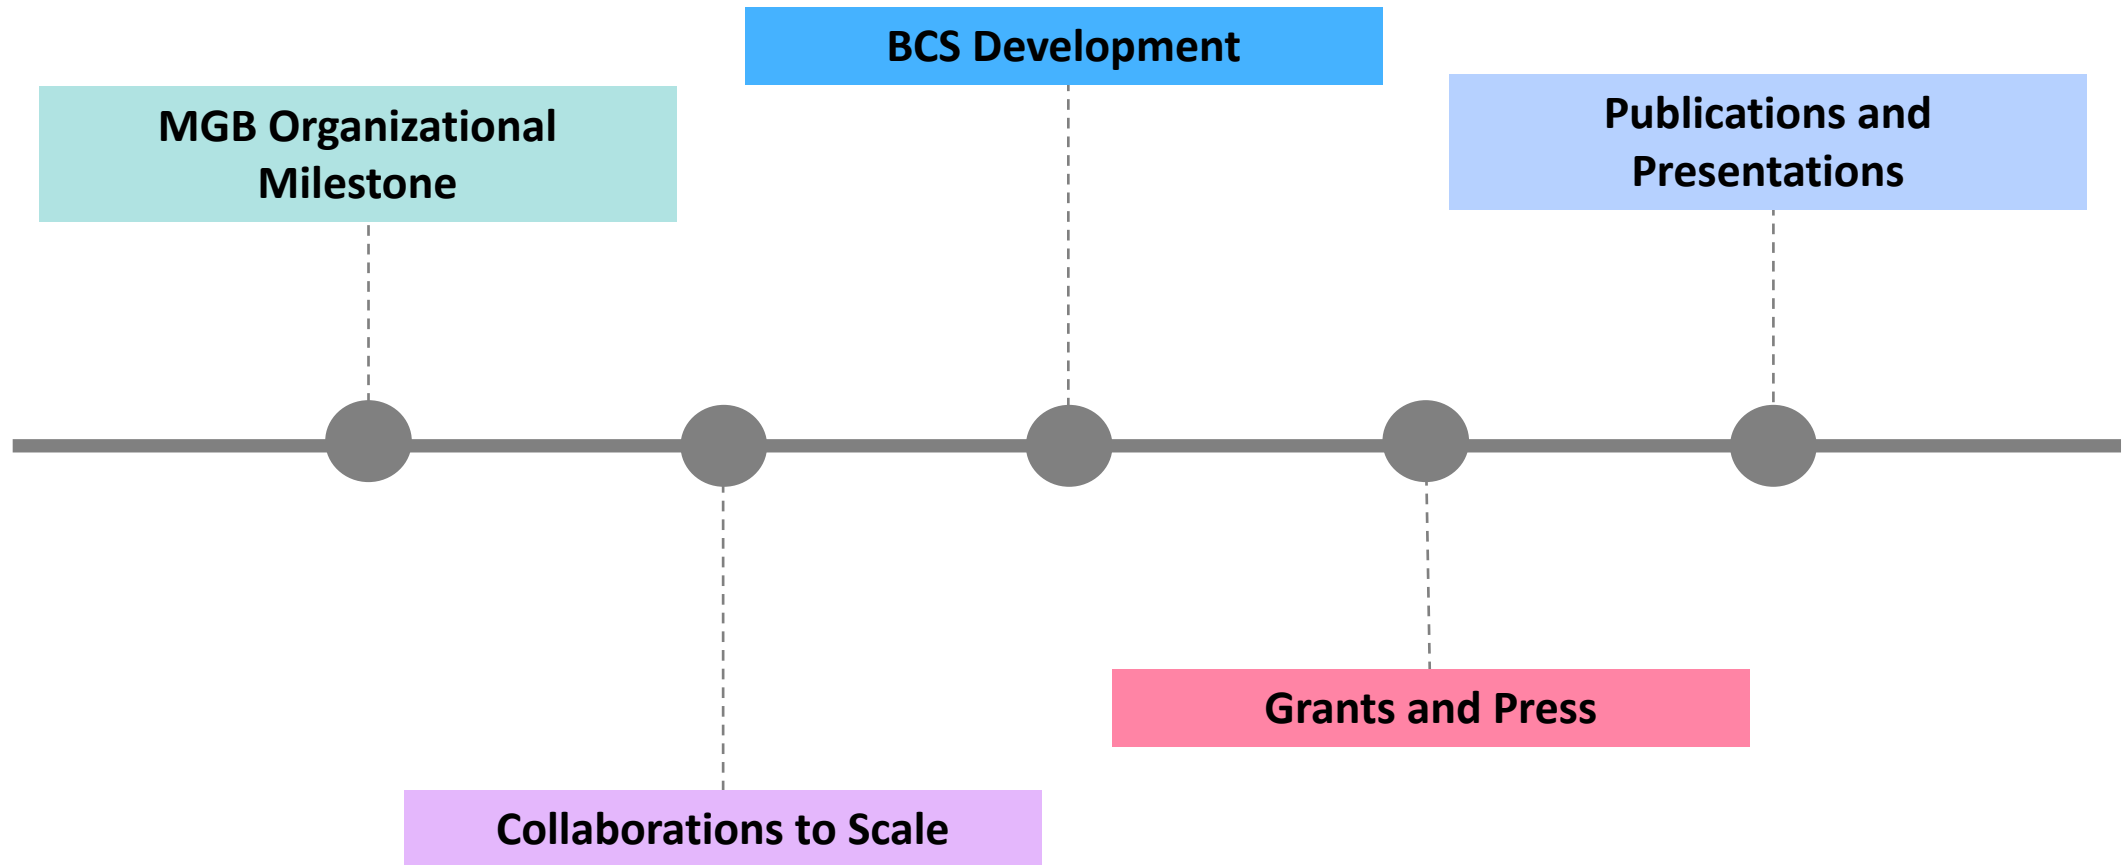 BCS Development
MGB Organizational
Milestone
Publications and
Presentations
Grants and Press
Collaborations to Scale